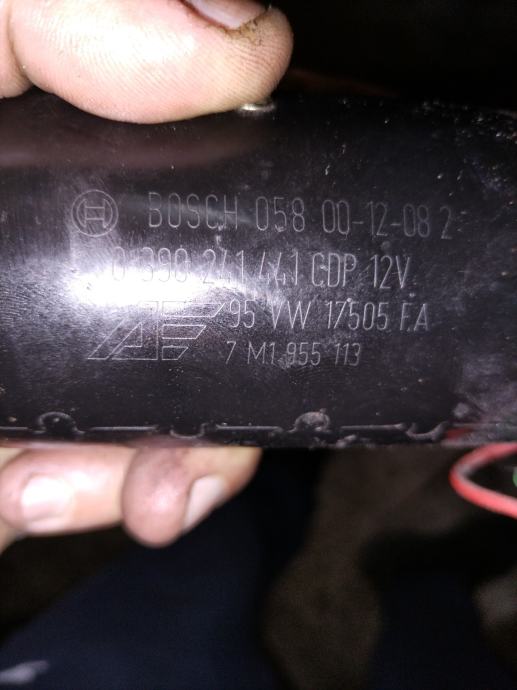 BOSCH 058 00-12-08 2
0 390 241 441 CDP 12V
95 VW 17505 FA
7 M1 955 113